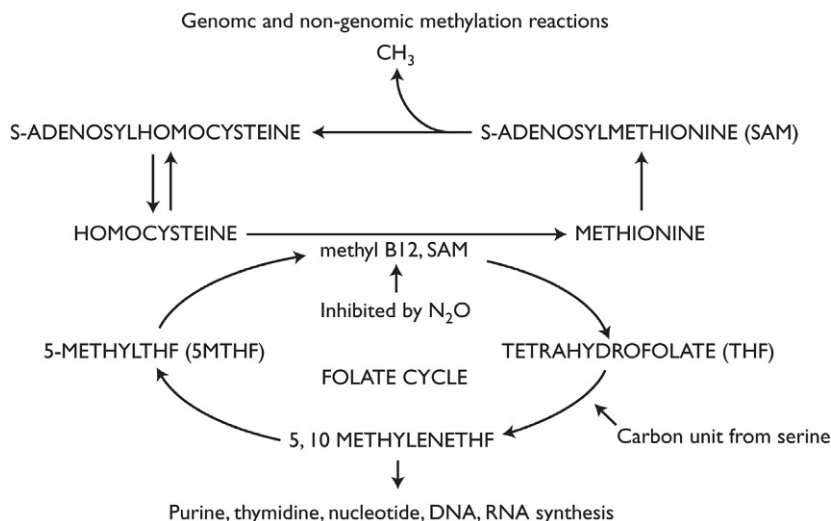 Genomc and non-genomic methylation reactions
CH₃
S-ADENOSYLHOMOCYSTEINE
S-ADENOSYLMETHIONINE (SAM)
HOMOCYSTEINE
METHIONINE
methyl B12, SAM
Inhibited by N₂O
5-METHYLTHF (5MTHF)
TETRAHYDROFOLATE (THF)
FOLATE CYCLE
5, 10 METHYLENETHF
Carbon unit from serine
Purine, thymidine, nucleotide, DNA, RNA synthesis